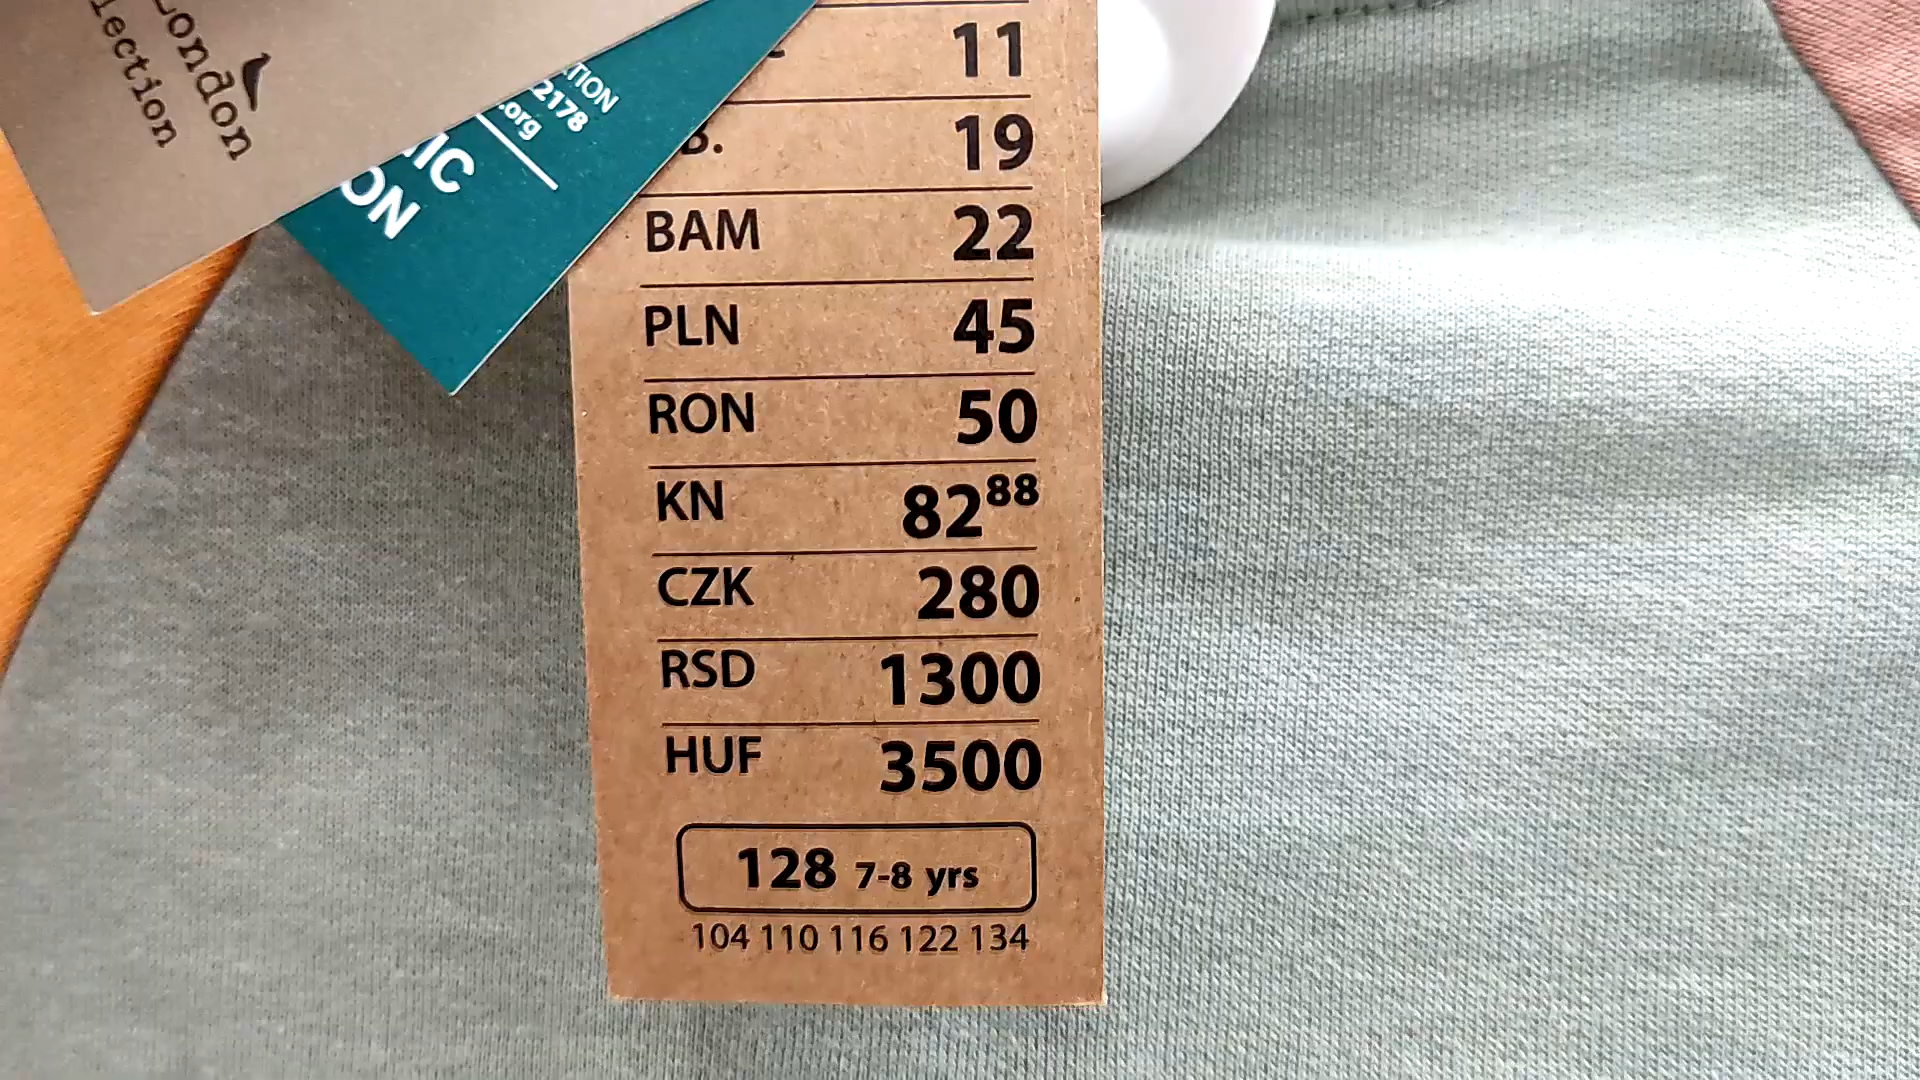 London
lection
TION
2178
.org
IC
ON
11
B. 19
BAM 22
PLN 45
RON 50
KN 82⁸⁸
CZK 280
RSD 1300
HUF 3500
128 7-8 yrs
104 110 116 122 134